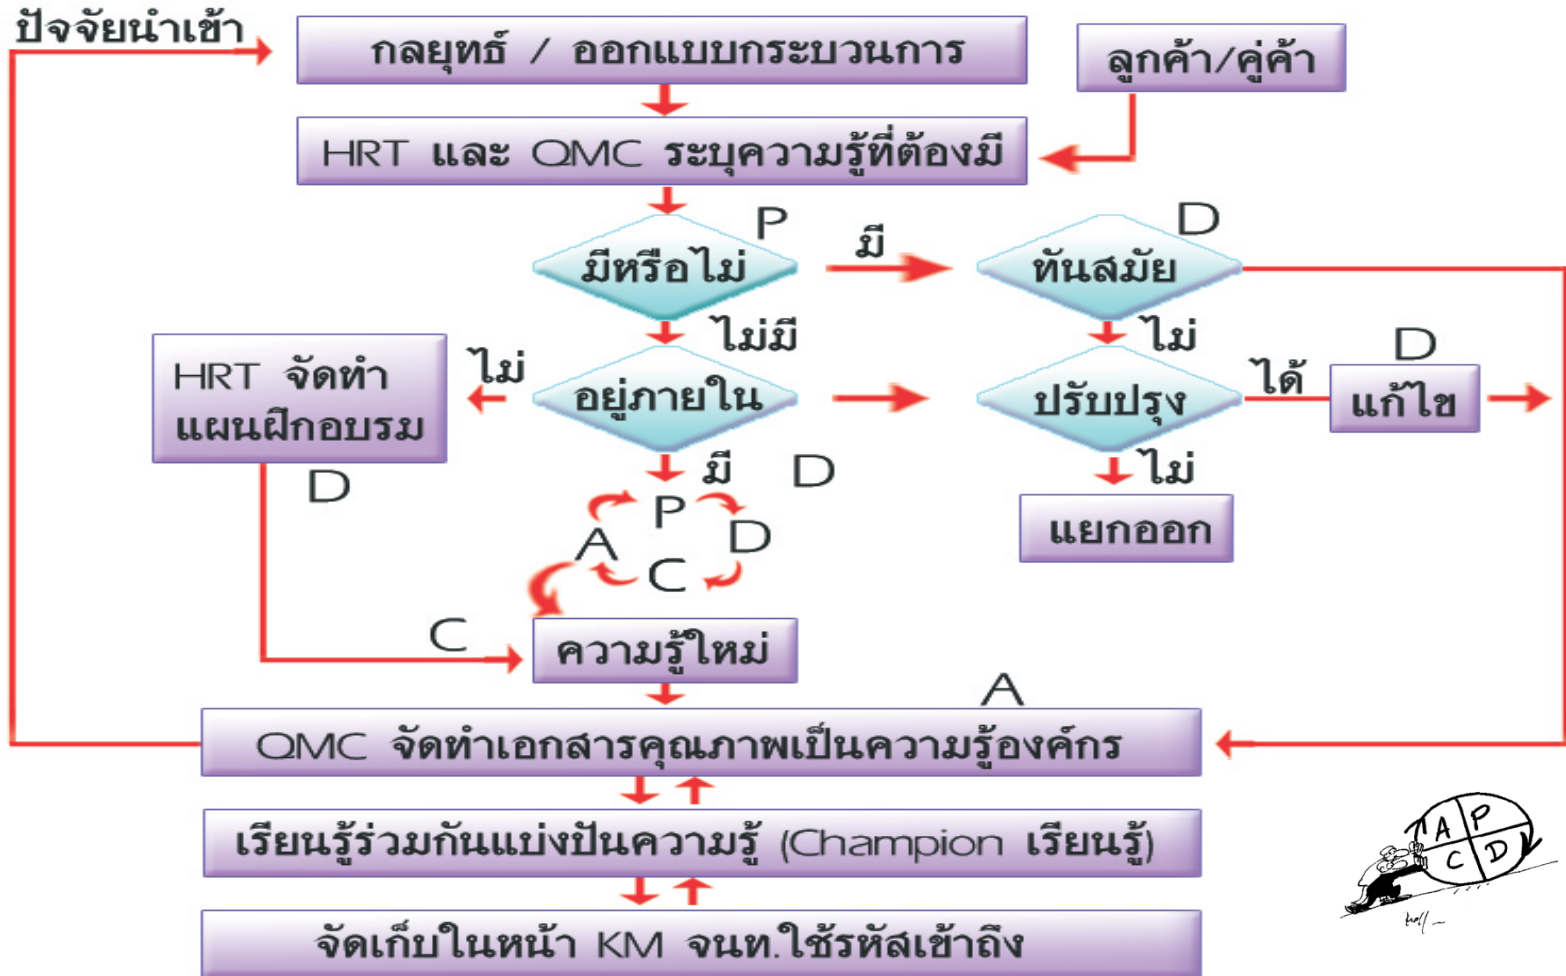 ปัจจัยนำเข้า
กลยุทธ์ / ออกแบบกระบวนการ
ลูกค้า/คู่ค้า
HRT และ QMC ระบุความรู้ที่ต้องมี
P
มีหรือไม่
มี
D
ทันสมัย
ไม่มี
ไม่
HRT จัดทำ
แผนฝึกอบรม
D
ไม่
อยู่ภายใน
ปรับปรุง
ได้
D
แก้ไข
มี
D
ไม่
แยกออก
P
A
D
C
C
ความรู้ใหม่
A
QMC จัดทำเอกสารคุณภาพเป็นความรู้องค์กร
เรียนรู้ร่วมกันแบ่งปันความรู้ (Champion เรียนรู้)
จัดเก็บในหน้า KM จนท.ใช้รหัสเข้าถึง
A P
C D